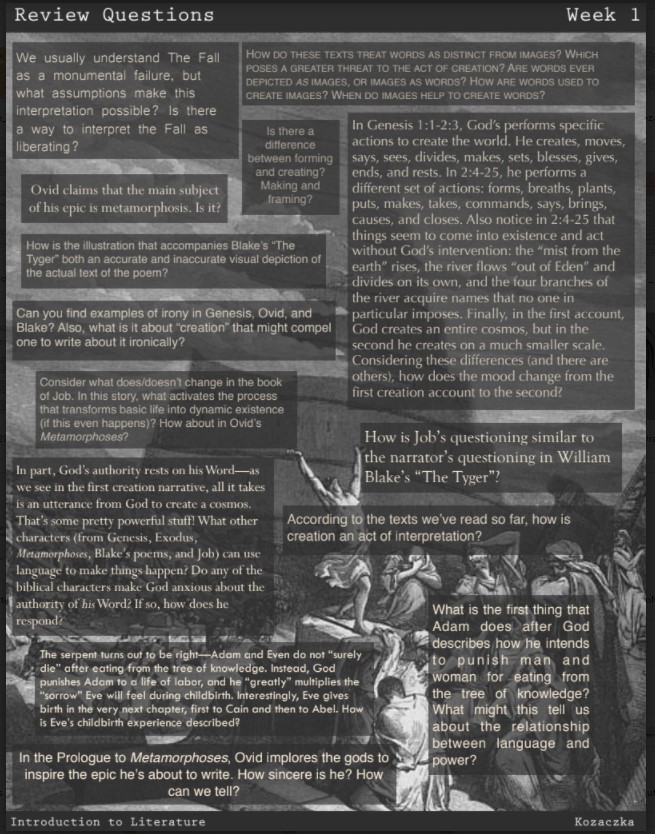 Review Questions
Week 1
We usually understand The Fall
as a monumental failure, but
what assumptions make this
interpretation possible? Is there
a way to interpret the Fall as
liberating?
HOW DO THESE TEXTS TREAT WORDS AS DISTINCT FROM IMAGES? WHICH
POSES A GREATER THREAT TO THE ACT OF CREATION? ARE WORDS EVER
DEPICTED AS IMAGES, OR IMAGES AS WORDS? HOW ARE WORDS USED TO
CREATE IMAGES? WHEN DO IMAGES HELP TO CREATE WORDS?
Is there a
difference
between forming
and creating?
Making and
framing?
In Genesis 1:1-2:3, God's performs specific
actions to create the world. He creates, moves,
says, sees, divides, makes, sets, blesses, gives,
ends, and rests. In 2:4-25, he performs a
different set of actions: forms, breaths, plants,
puts, makes, takes, commands, says, brings,
causes, and closes. Also notice in 2:4-25 that
things seem to come into existence and act
without God's intervention: the "mist from the
earth" rises, the river flows "out of Eden" and
divides on its own, and the four branches of
the river acquire names that no one in
particular imposes. Finally, in the first account,
God creates an entire cosmos, but in the
second he creates on a much smaller scale.
Considering these differences (and there are
others), how does the mood change from the
first creation account to the second?
Ovid claims that the main subject
of his epic is metamorphosis. Is it?
How is the illustration that accompanies Blake's "The
Tyger" both an accurate and inaccurate visual depiction of
the actual text of the poem?
Can you find examples of irony in Genesis, Ovid, and
Blake? Also, what is it about "creation" that might compel
one to write about it ironically?
Consider what does/doesn't change in the book
of Job. In this story, what activates the process
that transforms basic life into dynamic existence
(if this even happens)? How about in Ovid's
Metamorphoses?
How is Job's questioning similar to
the narrator's questioning in William
Blake's "The Tyger"?
In part, God's authority rests on his Word—as
we see in the first creation narrative, all it takes
is an utterance from God to create a cosmos.
That's some pretty powerful stuff! What other
characters (from Genesis, Exodus,
Metamorphoses, Blake's poems, and Job) can use
language to make things happen? Do any of the
biblical characters make God anxious about the
authority of his Word? If so, how does he
respond?
According to the texts we've read so far, how is
creation an act of interpretation?
What is the first thing that
Adam does after God
describes how he intends
to punish man and
woman for eating from
the tree of knowledge?
What might this tell us
about the relationship
between language and
power?
The serpent turns out to be right—Adam and Even do not "surely
die" after eating from the tree of knowledge. Instead, God
punishes Adam to a life of labor, and he "greatly" multiplies the
"sorrow" Eve will feel during childbirth. Interestingly, Eve gives
birth in the very next chapter, first to Cain and then to Abel. How
is Eve's childbirth experience described?
In the Prologue to Metamorphoses, Ovid implores the gods to
inspire the epic he's about to write. How sincere is he? How
can we tell?
Introduction to Literature
Kozaczka